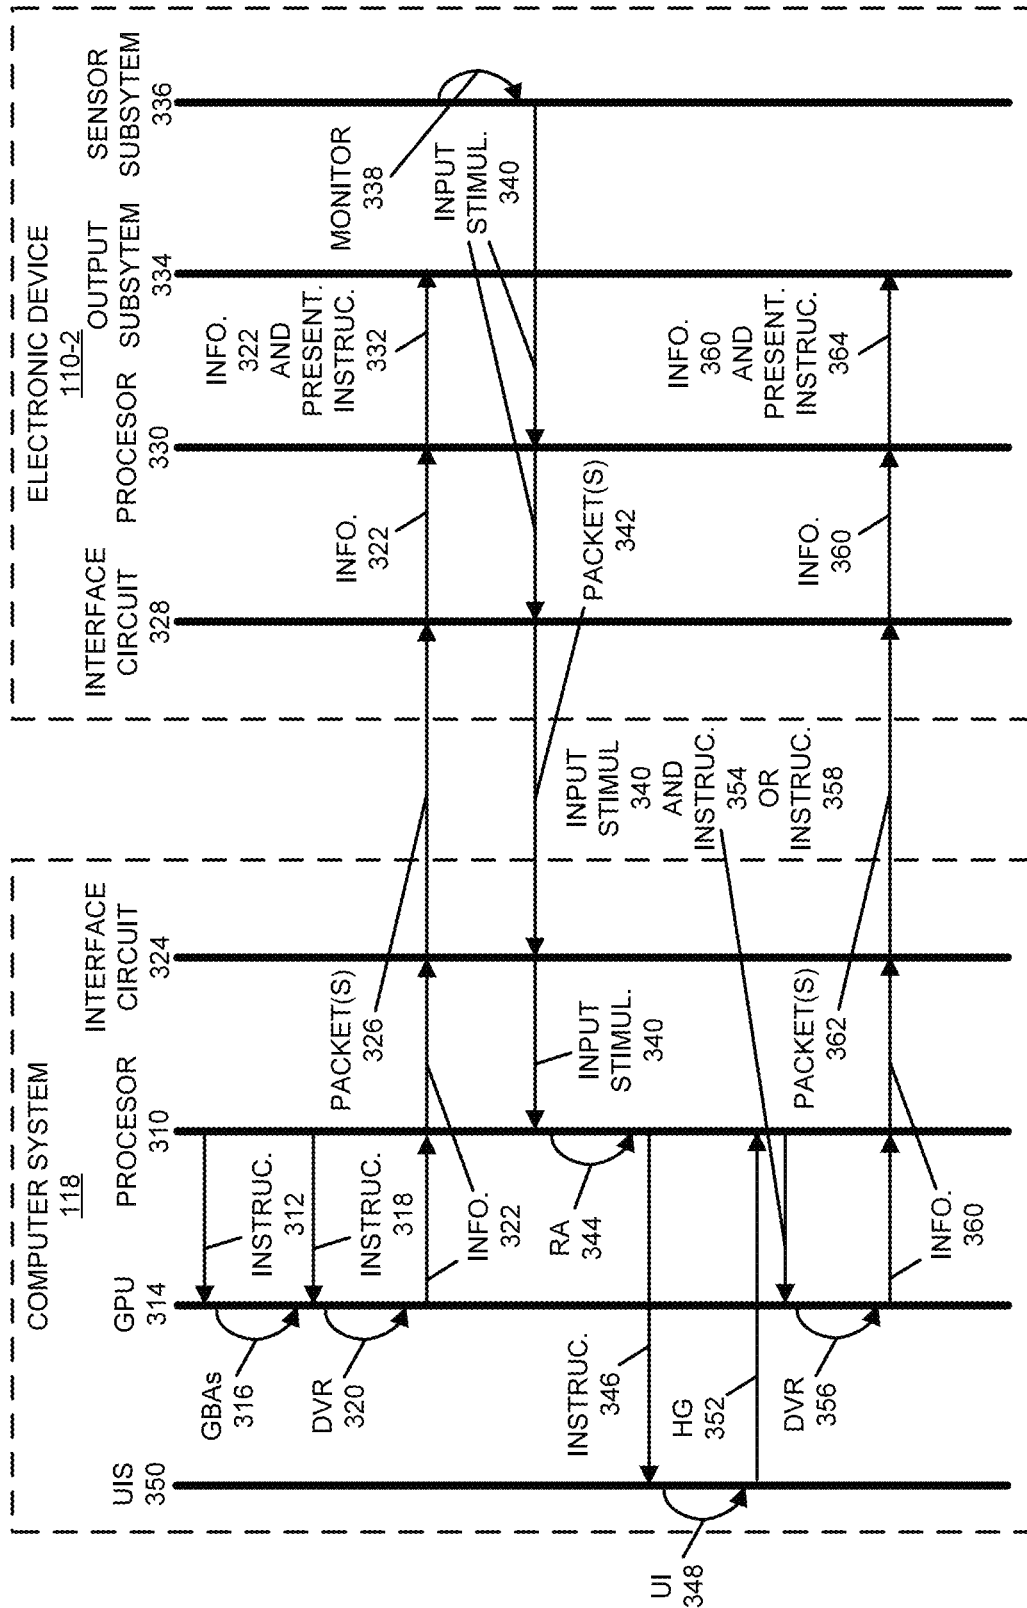 COMPUTER SYSTEM
118
ELECTRONIC DEVICE
110-2
UIS
350
GPU
314
PROCESOR
310
INTERFACE
CIRCUIT
324
INTERFACE
CIRCUIT
328
PROCESOR
330
OUTPUT
SUBSYTEM
334
SENSOR
SUBSYTEM
336
INSTRUC.
312
GBAs
316
INSTRUC.
318
DVR
320
INFO.
322
PACKET(S)
326
INFO.
322
INFO.
322
AND
PRESENT.
INSTRUC.
332
MONITOR
338
INPUT
STIMUL.
340
PACKET(S)
342
INPUT
STIMUL.
340
RA
344
INSTRUC.
346
UI
348
HG
352
INPUT
STIMUL
340
AND
INSTRUC.
354
OR
INSTRUC.
358
DVR
356
INFO.
360
PACKET(S)
362
INFO.
360
INFO.
360
AND
PRESENT.
INSTRUC.
364